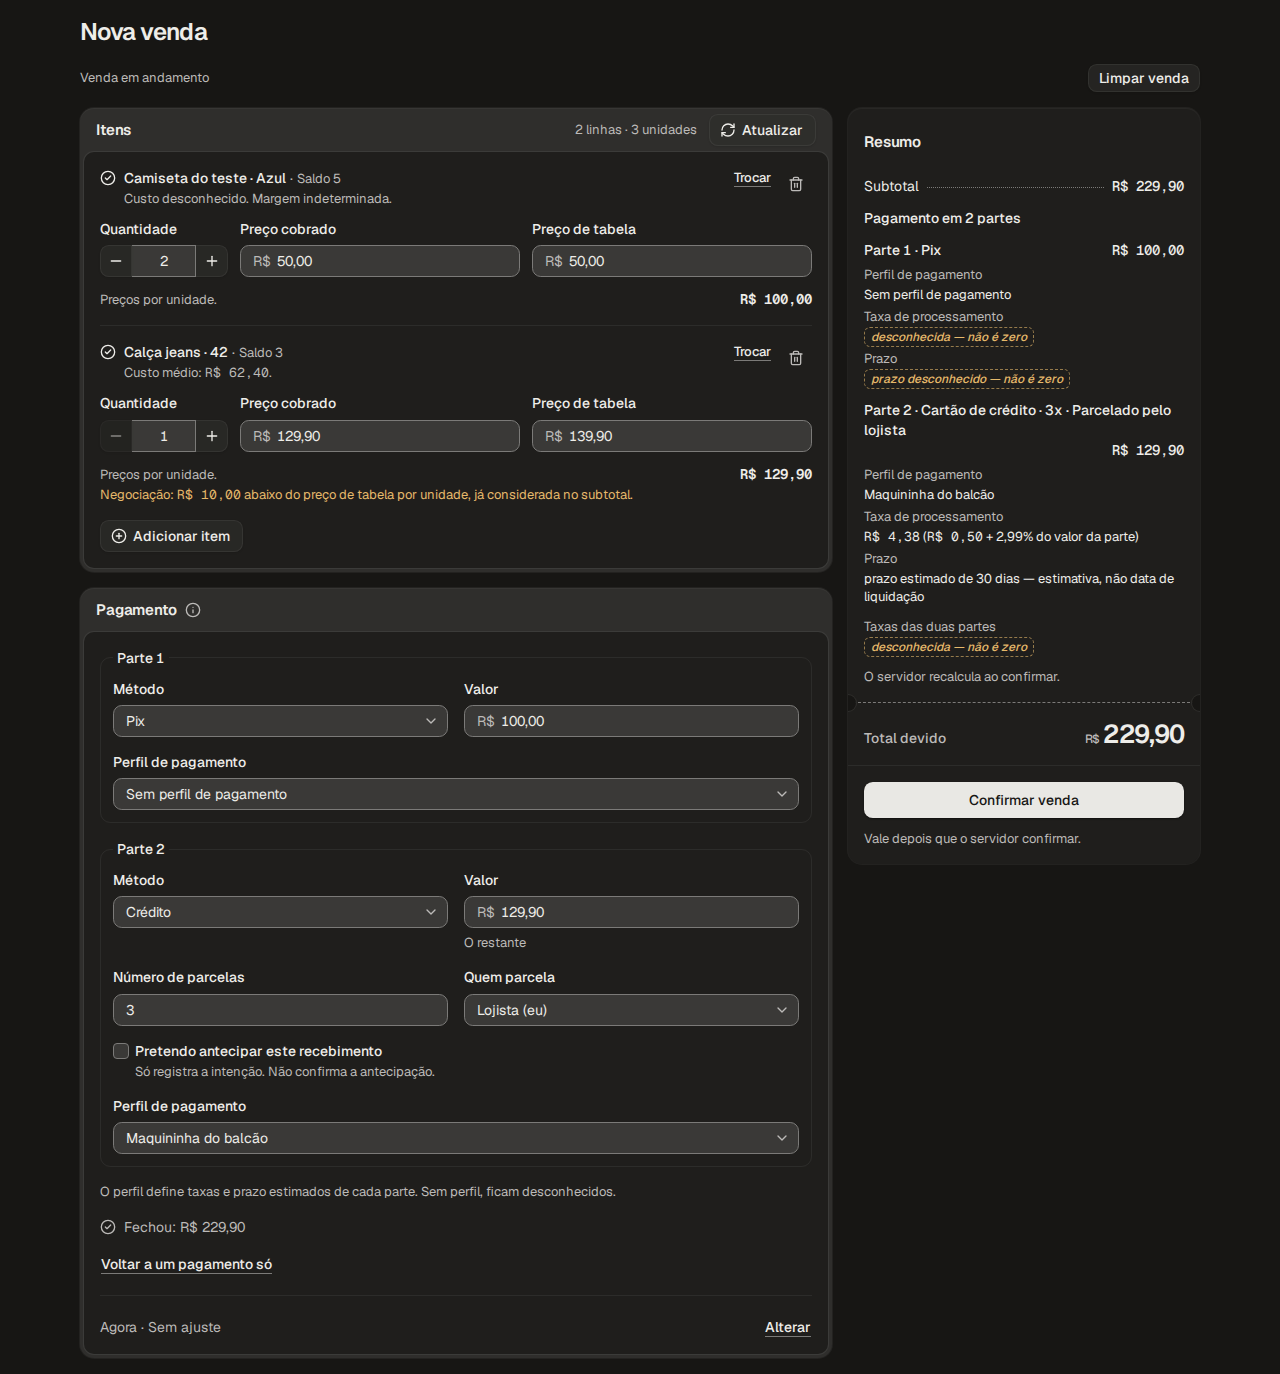 Nova venda
Venda em andamento
Limpar venda
Itens
2 linhas · 3 unidades
Atualizar
Camiseta do teste · Azul · Saldo 5
Trocar
Custo desconhecido. Margem indeterminada.
Quantidade
Preço cobrado
Preço de tabela
2
R$ 50,00
R$ 50,00
Preços por unidade.
R$ 100,00
Calça jeans · 42 · Saldo 3
Trocar
Custo médio: R$ 62,40.
Quantidade
Preço cobrado
Preço de tabela
1
R$ 129,90
R$ 139,90
Preços por unidade.
R$ 129,90
Negociação: R$ 10,00 abaixo do preço de tabela por unidade, já considerada no subtotal.
Adicionar item
Pagamento
Parte 1
Método
Valor
Pix
R$ 100,00
Perfil de pagamento
Sem perfil de pagamento
Parte 2
Método
Valor
Crédito
R$ 129,90
O restante
Número de parcelas
Quem parcela
3
Lojista (eu)
Pretendo antecipar este recebimento
Só registra a intenção. Não confirma a antecipação.
Perfil de pagamento
Maquininha do balcão
O perfil define taxas e prazo estimados de cada parte. Sem perfil, ficam desconhecidos.
Fechou: R$ 229,90
Voltar a um pagamento só
Agora · Sem ajuste
Alterar
Resumo
Subtotal
R$ 229,90
Pagamento em 2 partes
Parte 1 · Pix
R$ 100,00
Perfil de pagamento
Sem perfil de pagamento
Taxa de processamento
desconhecida — não é zero
Prazo
prazo desconhecido — não é zero
Parte 2 · Cartão de crédito · 3x · Parcelado pelo
lojista
R$ 129,90
Perfil de pagamento
Maquininha do balcão
Taxa de processamento
R$ 4,38 (R$ 0,50 + 2,99% do valor da parte)
Prazo
prazo estimado de 30 dias — estimativa, não data de
liquidação
Taxas das duas partes
desconhecida — não é zero
O servidor recalcula ao confirmar.
Total devido
R$ 229,90
Confirmar venda
Vale depois que o servidor confirmar.